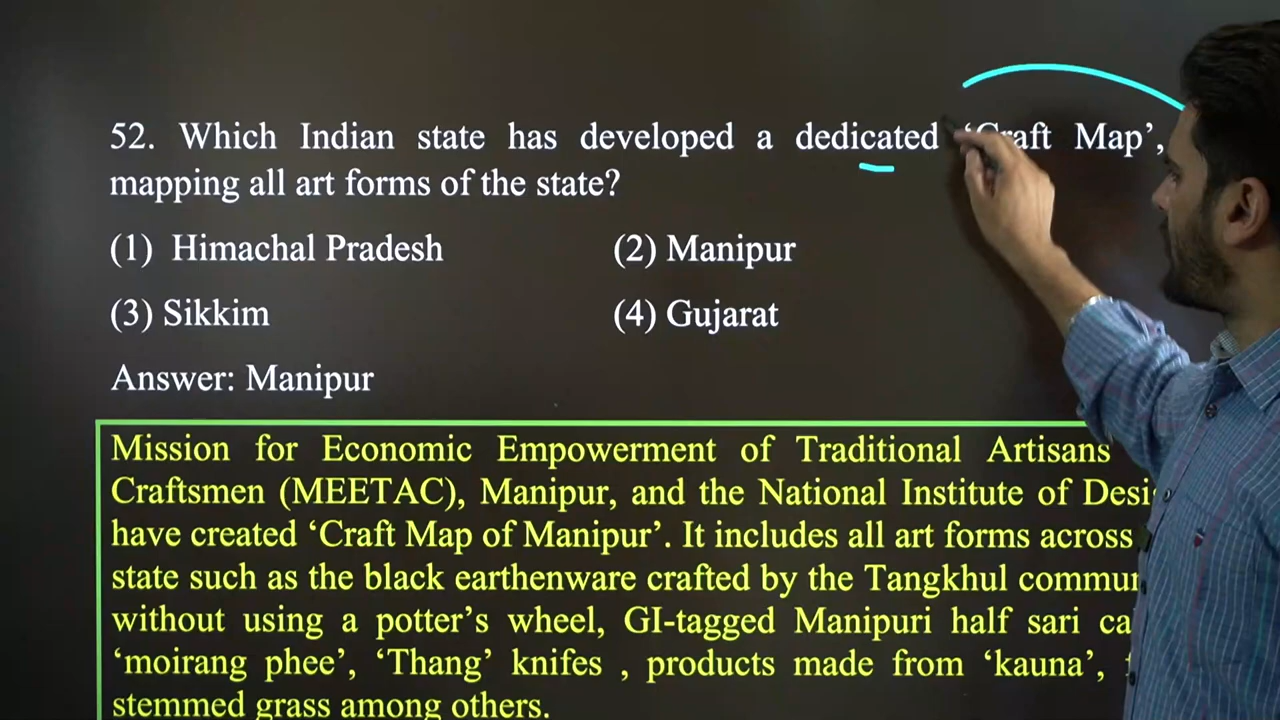 52. Which Indian state has developed a dedicated ‘Craft Map’,
mapping all art forms of the state?
(1) Himachal Pradesh (2) Manipur
(3) Sikkim (4) Gujarat
Answer: Manipur
Mission for Economic Empowerment of Traditional Artisans
Craftsmen (MEETAC), Manipur, and the National Institute of
have created ‘Craft Map of Manipur’. It includes all art forms across
state such as the black earthenware crafted by the Tangkhul
without using a potter’s wheel, GI-tagged Manipuri half sari
‘moirang phee’, ‘Thang’ knifes , products made from ‘kauna’,
stemmed grass among others.